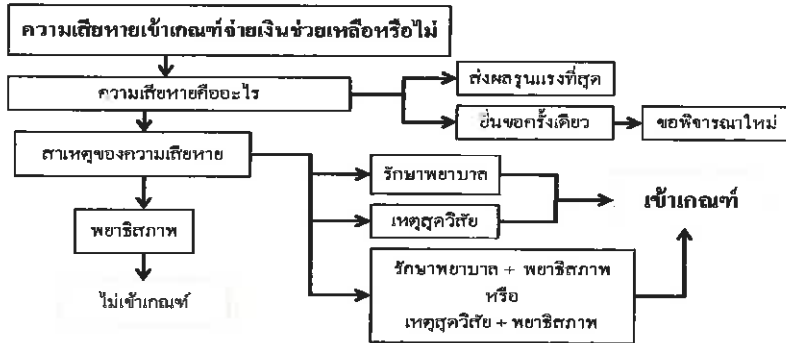 ความเสียหายเข้าเกณฑ์จ่ายเงินช่วยเหลือหรือไม่
ความเสียหายคืออะไร
ส่งผลรุนแรงที่สุด
ยื่นขอครั้งเดียว
ขอพิจารณาใหม่
สาเหตุของความเสียหาย
รักษาพยาบาล
เหตุสุดวิสัย
เข้าเกณฑ์
พยาธิสภาพ
ไม่เข้าเกณฑ์
รักษาพยาบาล + พยาธิสภาพ
หรือ
เหตุสุดวิสัย + พยาธิสภาพ